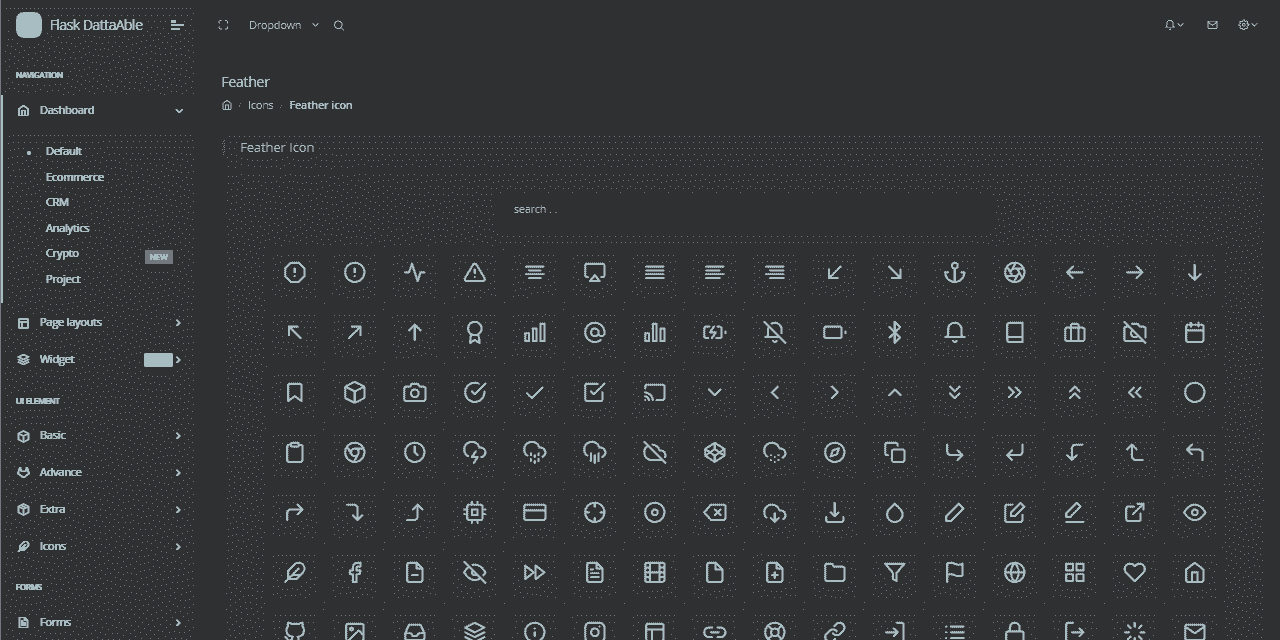 Flask DattaAble
Dropdown
NAVIGATION
Dashboard
Default
Ecommerce
CRM
Analytics
Crypto NEW
Project
Page layouts
Widget
UI ELEMENT
Basic
Advance
Extra
Icons
FORMS
Forms
Feather
Icons / Feather icon
Feather Icon
search . .